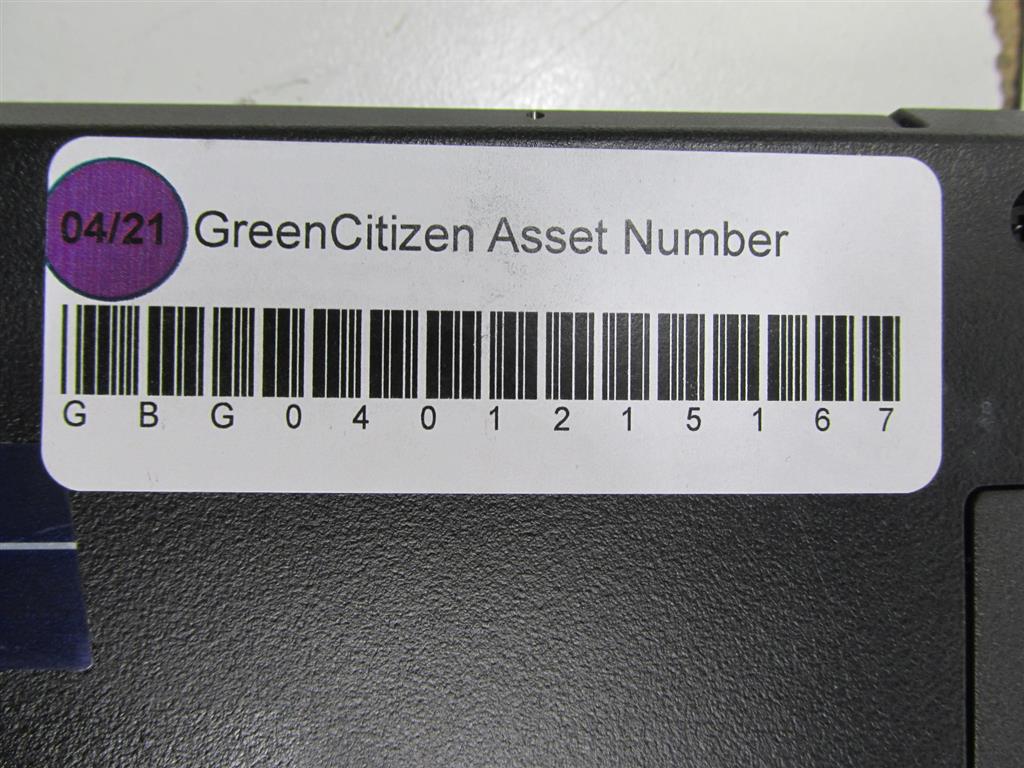 04/21 GreenCitizen Asset Number
G B G 0 4 0 1 2 1 5 1 6 7